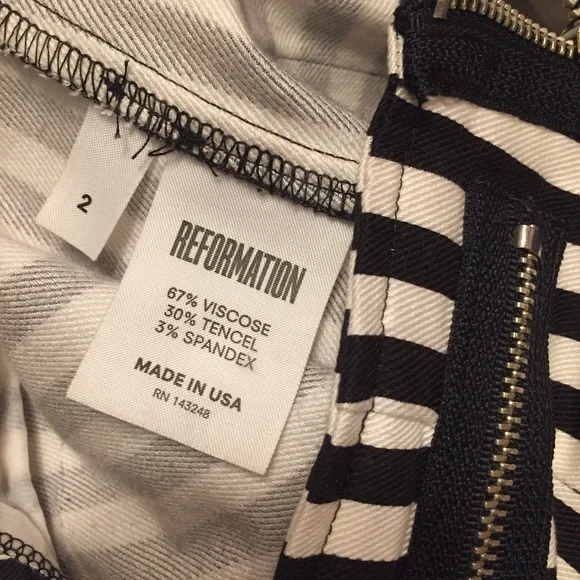 2
REFORMATION
67% VISCOSE
30% TENCEL
3% SPANDEX
MADE IN USA
RN 143248